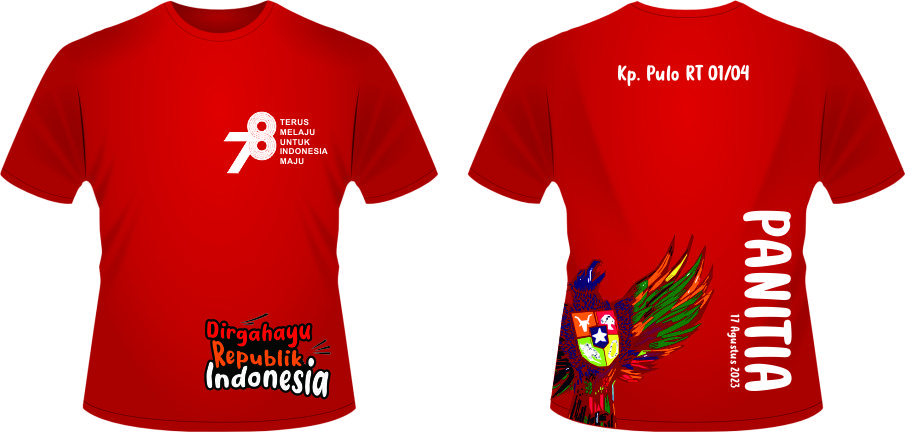 78
TERUS
MELAJU
UNTUK
INDONESIA
MAJU
Dirgahayu
Republik
Indonesia
Kp. Pulo RT 01/04
PANITIA
17 Agustus 2023